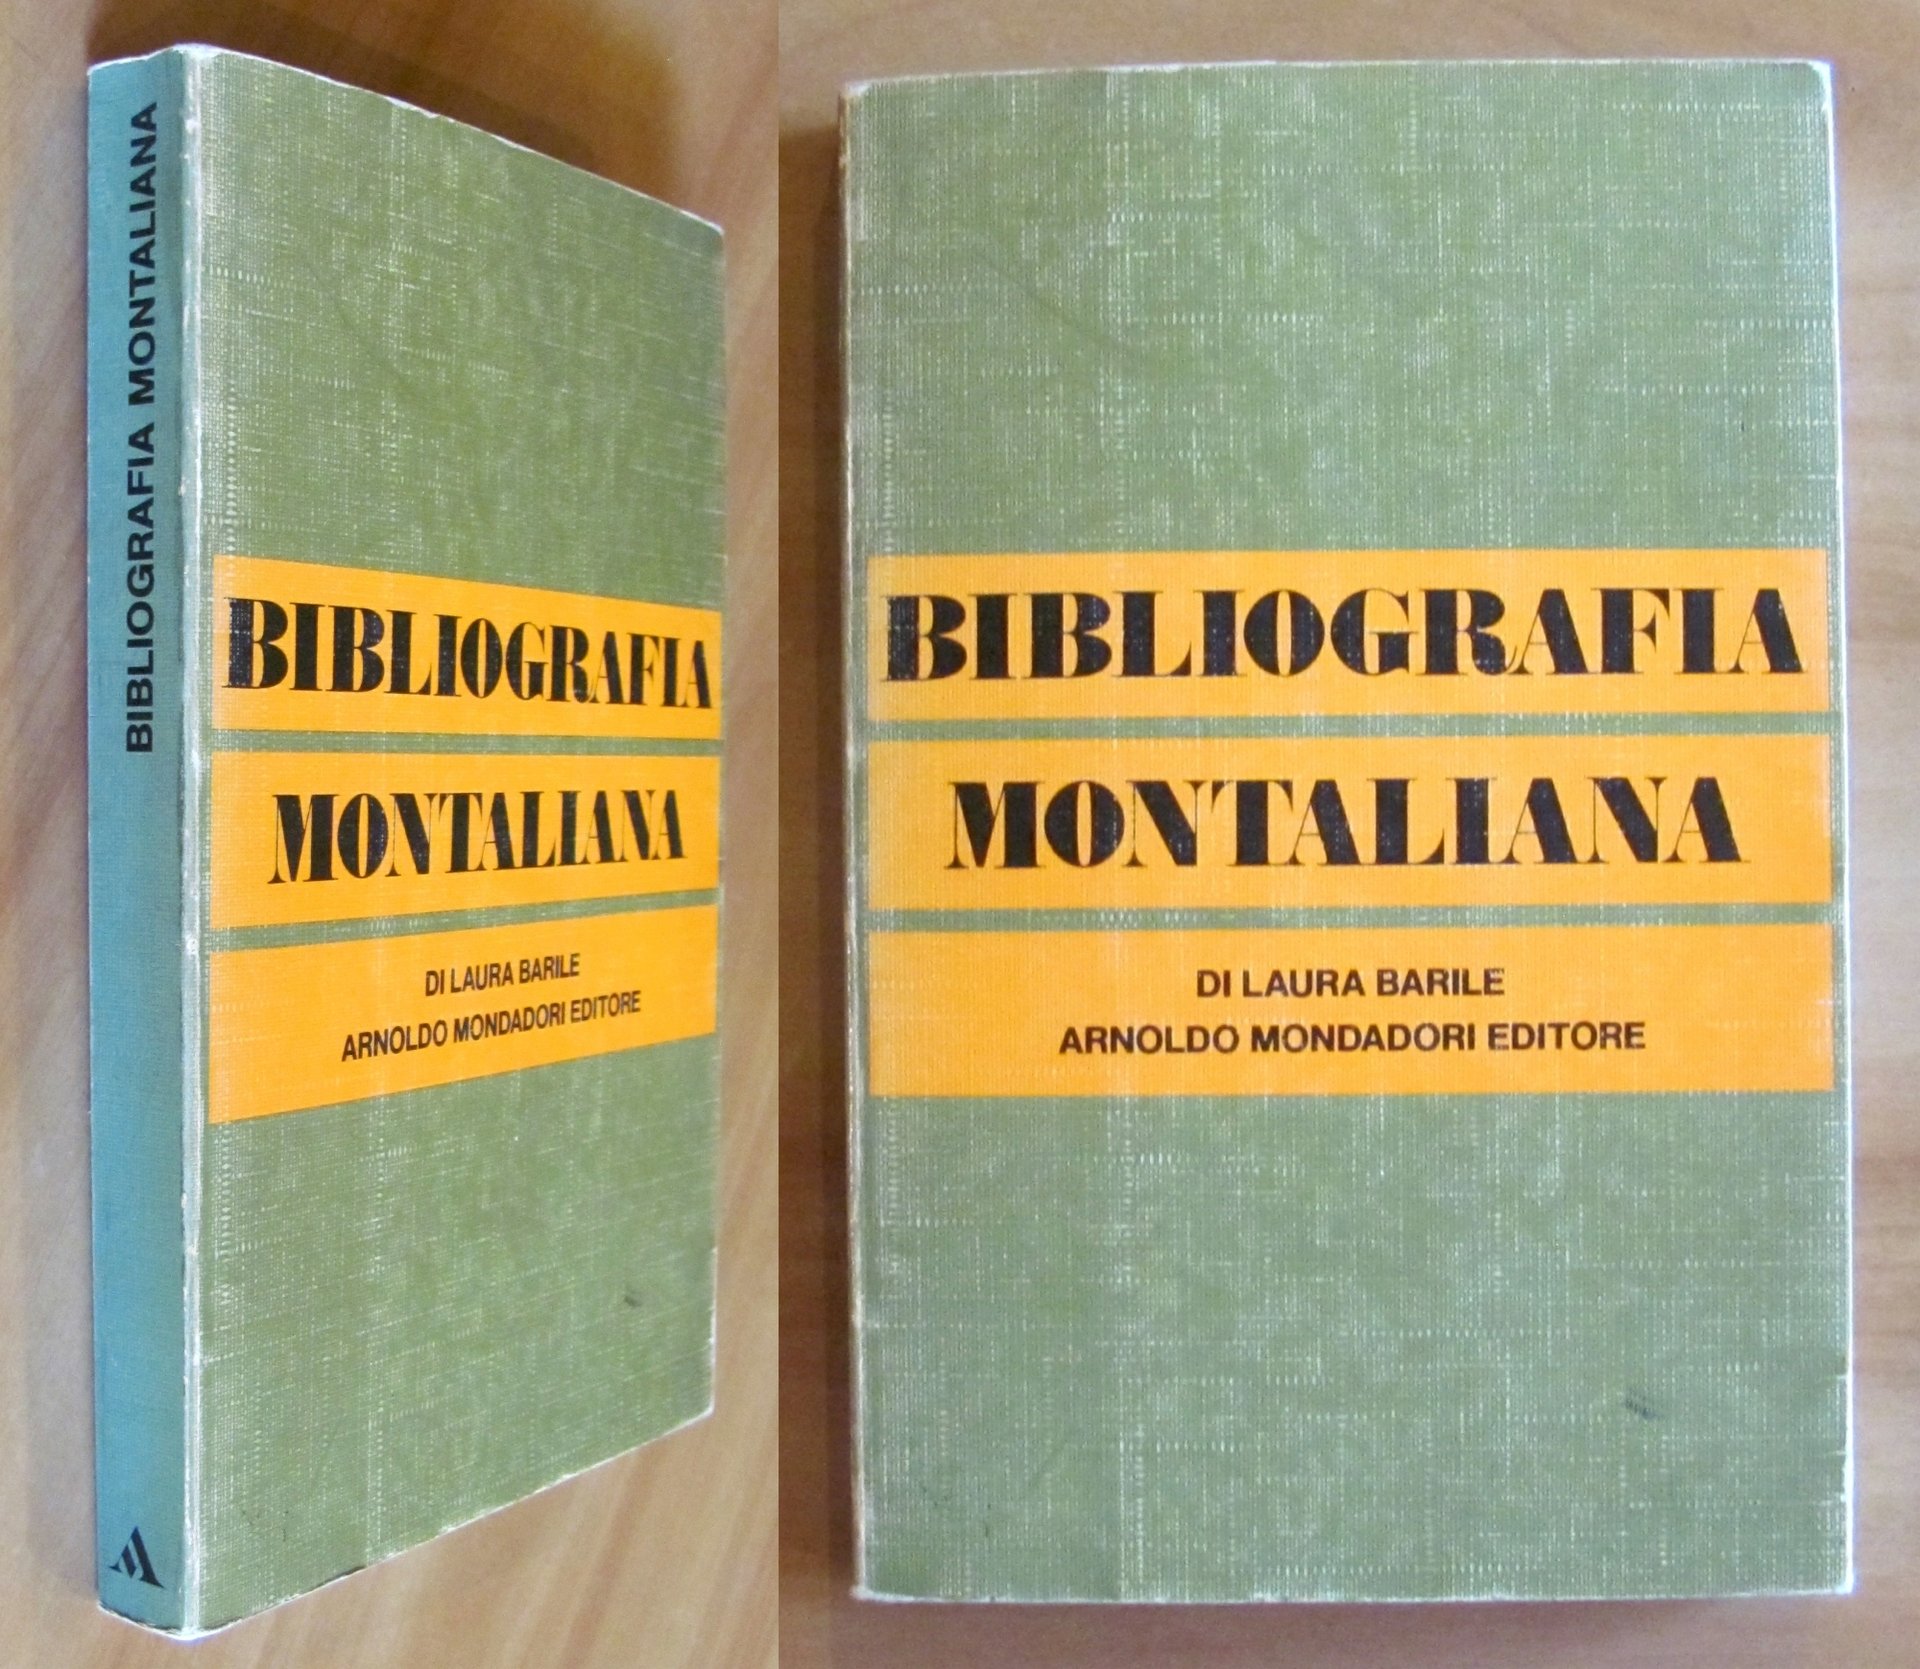 BIBLIOGRAFIA MONTALIANA
BIBLIOGRAFIA
MONTALIANA
DI LAURA BARILE
ARNOLDO MONDADORI EDITORE
BIBLIOGRAFIA
MONTALIANA
DI LAURA BARILE
ARNOLDO MONDADORI EDITORE